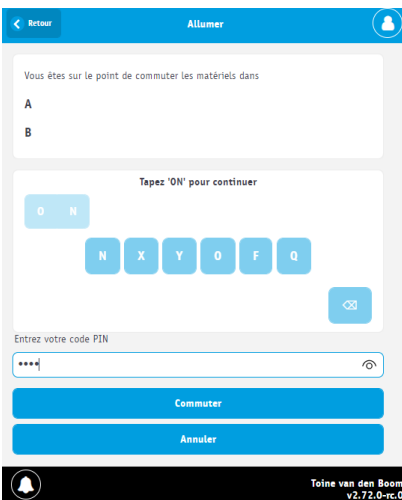 Retour
Allumer
Vous êtes sur le point de commuter les matériels dans
A
B
Tapez 'ON' pour continuer
O N
N X Y O F Q
Entrez votre code PIN
••••
Commuter
Annuler
Toine van den Boom
v2.72.0-rc.0